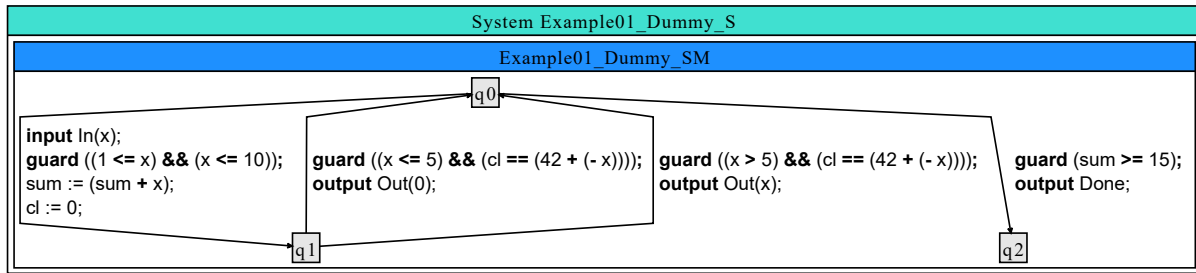 System Example01_Dummy_S
Example01_Dummy_SM
q0
input In(x);
guard ((1 <= x) && (x <= 10));
sum := (sum + x);
cl := 0;
guard ((x <= 5) && (cl == (42 + (- x))));
output Out(0);
guard ((x > 5) && (cl == (42 + (- x))));
output Out(x);
guard (sum >= 15);
output Done;
q1
q2